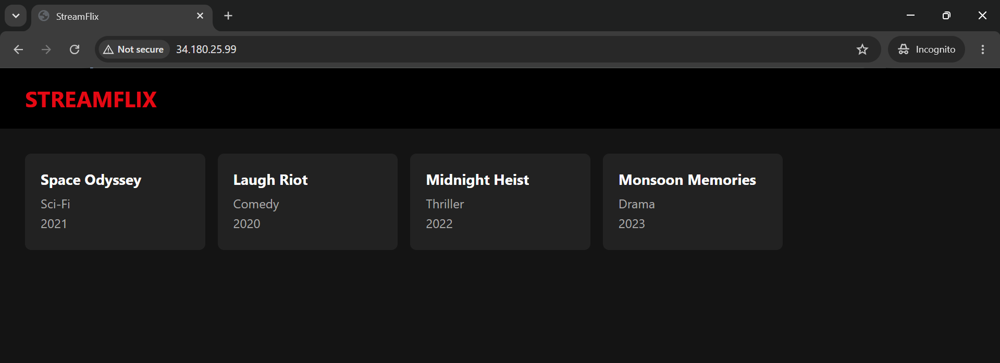 StreamFlix
Not secure 34.180.25.99 Incognito
STREAMFLIX
Space Odyssey
Sci-Fi
2021
Laugh Riot
Comedy
2020
Midnight Heist
Thriller
2022
Monsoon Memories
Drama
2023